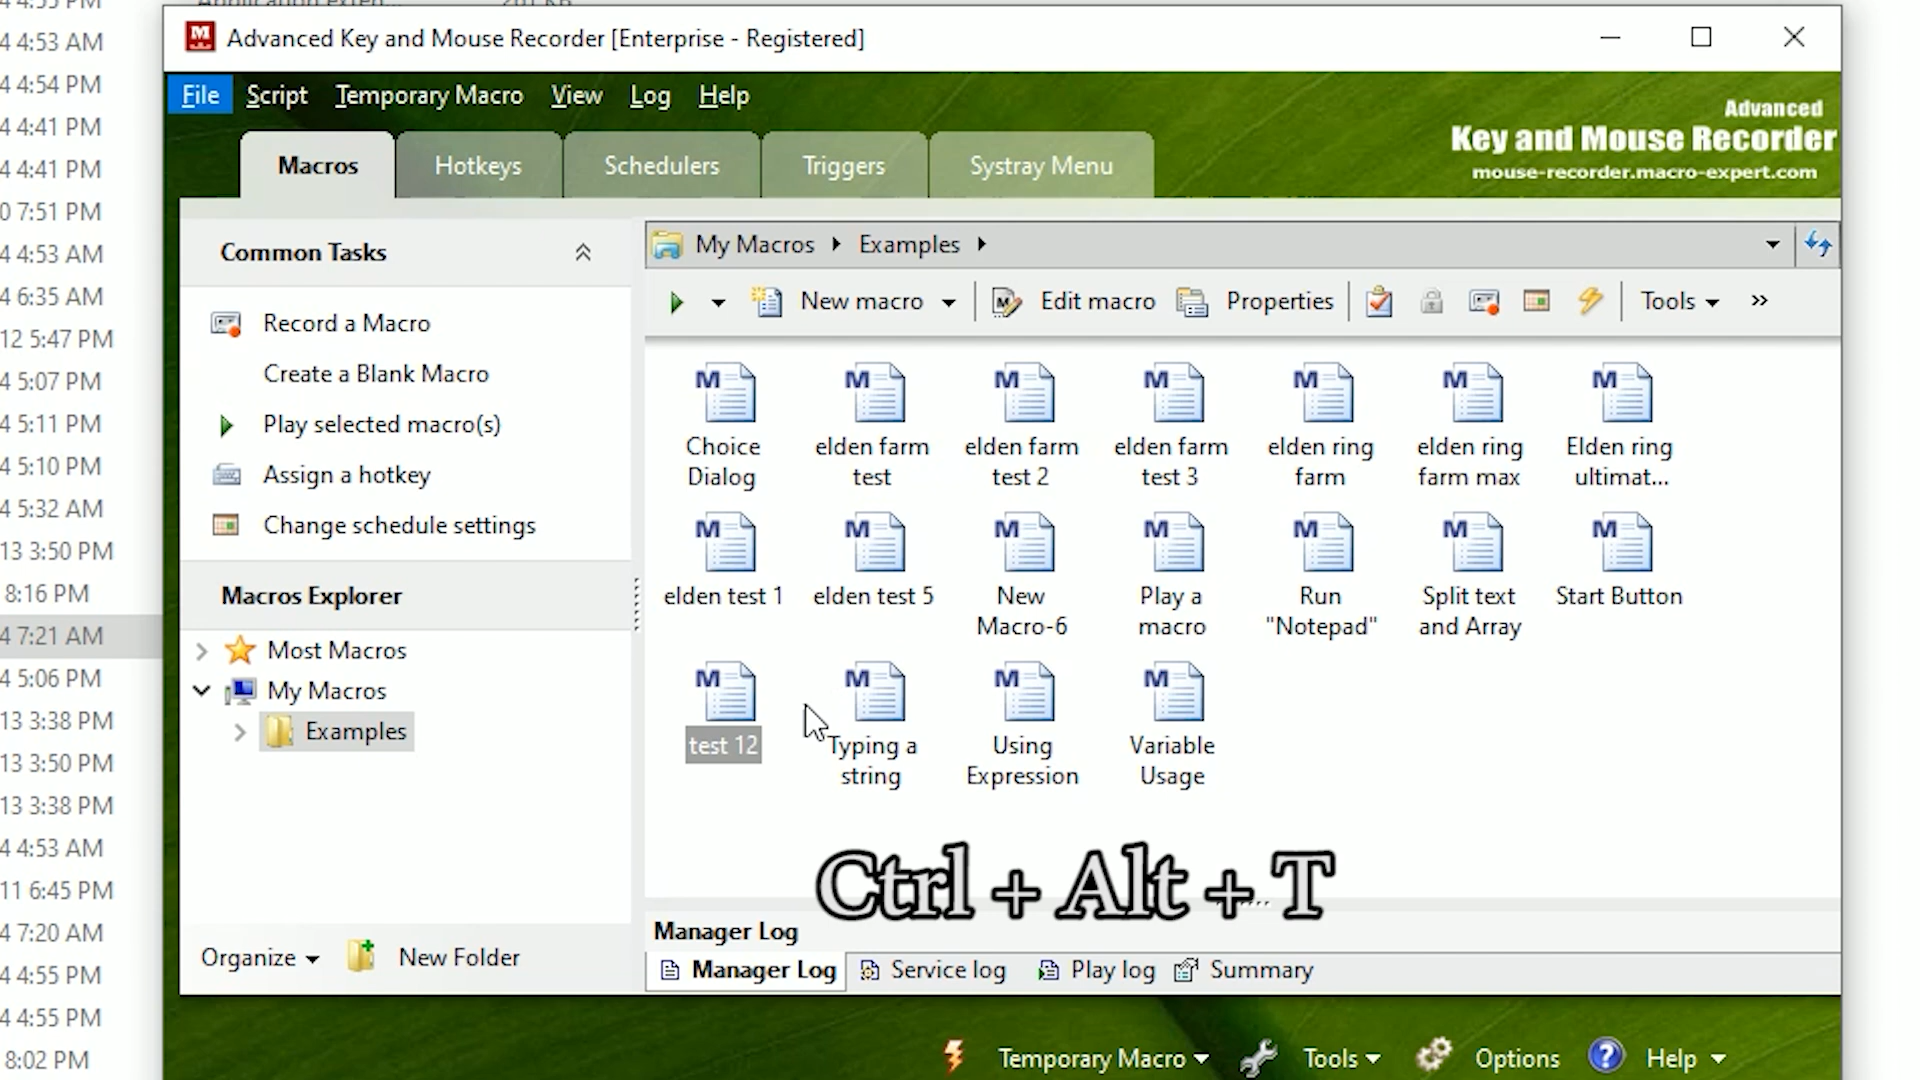 4 4:53 AM
4 4:54 PM
4 4:41 PM
4 4:41 PM
0 7:51 PM
4 4:53 AM
4 6:35 AM
12 5:47 PM
4 5:07 PM
4 5:11 PM
4 5:10 PM
4 5:32 AM
13 3:50 PM
8:16 PM
4 7:21 AM
4 5:06 PM
13 3:38 PM
13 3:50 PM
13 3:38 PM
4 4:53 AM
11 6:45 PM
4 7:20 AM
4 4:55 PM
4 4:55 PM
8:02 PM
Advanced Key and Mouse Recorder [Enterprise - Registered]
File Script Temporary Macro View Log Help
Advanced
Key and Mouse Recorder
mouse-recorder.macro-expert.com
Macros Hotkeys Schedulers Triggers Systray Menu
Common Tasks
Record a Macro
Create a Blank Macro
Play selected macro(s)
Assign a hotkey
Change schedule settings
Macros Explorer
Most Macros
My Macros
Examples
Organize New Folder
My Macros Examples
New macro Edit macro Properties Tools »
Choice
Dialog
elden farm
test
elden farm
test 2
elden farm
test 3
elden ring
farm
elden ring
farm max
Elden ring
ultimat...
elden test 1
elden test 5
New
Macro-6
Play a
macro
Run
"Notepad"
Split text
and Array
Start Button
test 12
Typing a
string
Using
Expression
Variable
Usage
Ctrl + Alt + T
Manager Log
Manager Log Service log Play log Summary
Temporary Macro Tools Options Help